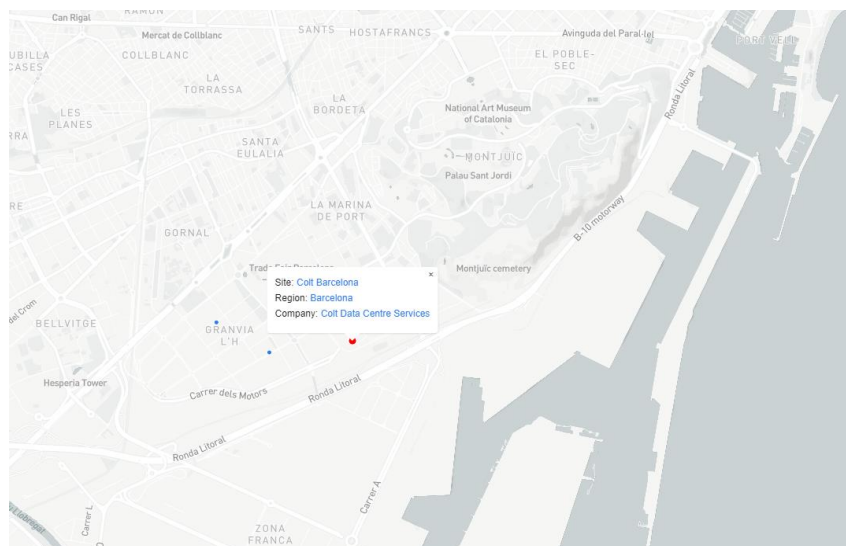 Can Rigal
Mercat de Collblanc
SANTS
HOSTAFRANCS
Avinguda del Paral·lel
PORT VELL
COLLBLANC
EL POBLE-
SEC
LA
TORRASSA
Ronda Litoral
LES
PLANES
LA
BORDETA
National Art Museum
of Catalonia
SANTA
EULALIA
MONTJUÏC
Palau Sant Jordi
LA MARINA
DE PORT
B-10 motorway
GORNAL
Montjuïc cemetery
Site: Colt Barcelona
Region: Barcelona
Company: Colt Data Centre Services
×
BELLVITGE
GRANVIA
L'H
Hesperia Tower
Carrer dels Motors
Ronda Litoral
Ronda Litoral
Carrer A
Carrer L
ZONA
FRANCA